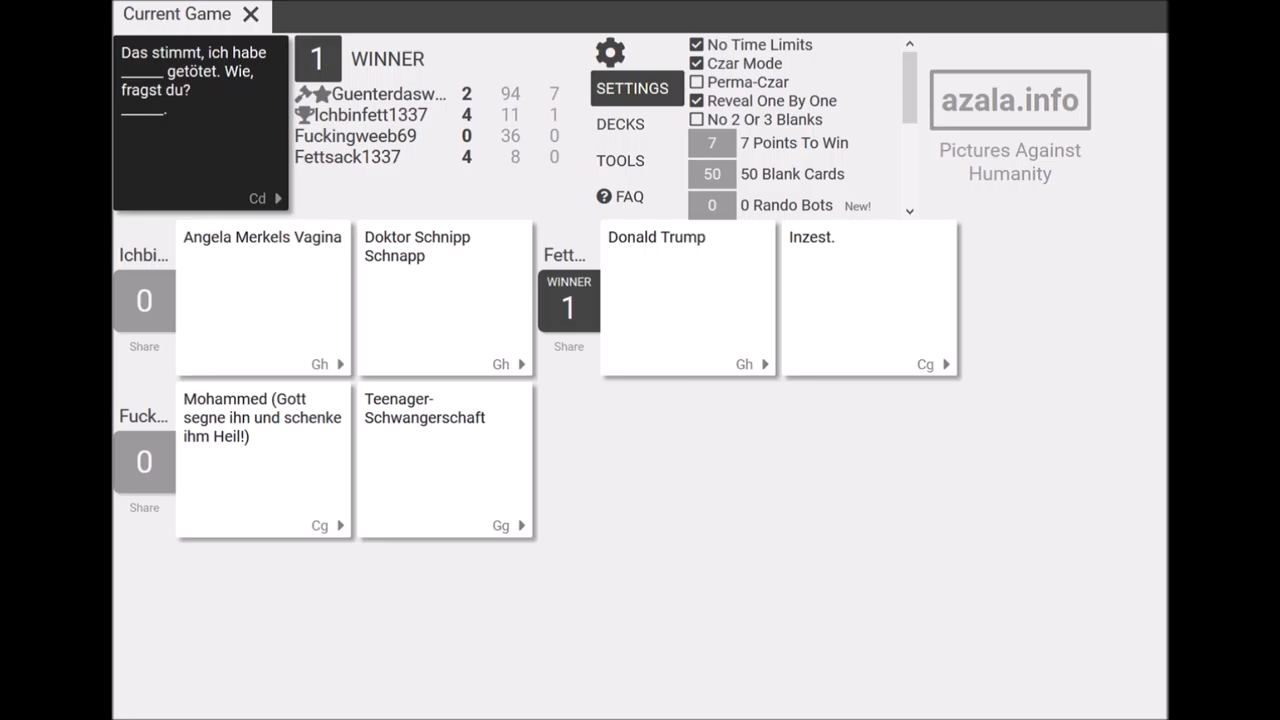 Current Game
Das stimmt, ich habe
_____ getötet. Wie,
fragst du?
_____.
Cd
1 WINNER
Guenterdasw... 2 94 7
Ichbinfett1337 4 11 1
Fuckingweeb69 0 36 0
Fettsack1337 4 8 0
SETTINGS
DECKS
TOOLS
FAQ
No Time Limits
Czar Mode
Perma-Czar
Reveal One By One
No 2 Or 3 Blanks
7 7 Points To Win
50 50 Blank Cards
0 0 Rando Bots New!
azala.info
Pictures Against
Humanity
Ichbi...
0
Share
Angela Merkels Vagina
Gh
Doktor Schnipp
Schnapp
Gh
Fett...
WINNER
1
Share
Donald Trump
Gh
Inzest.
Cg
Fuck...
0
Share
Mohammed (Gott
segne ihn und schenke
ihm Heil!)
Cg
Teenager-
Schwangerschaft
Gg